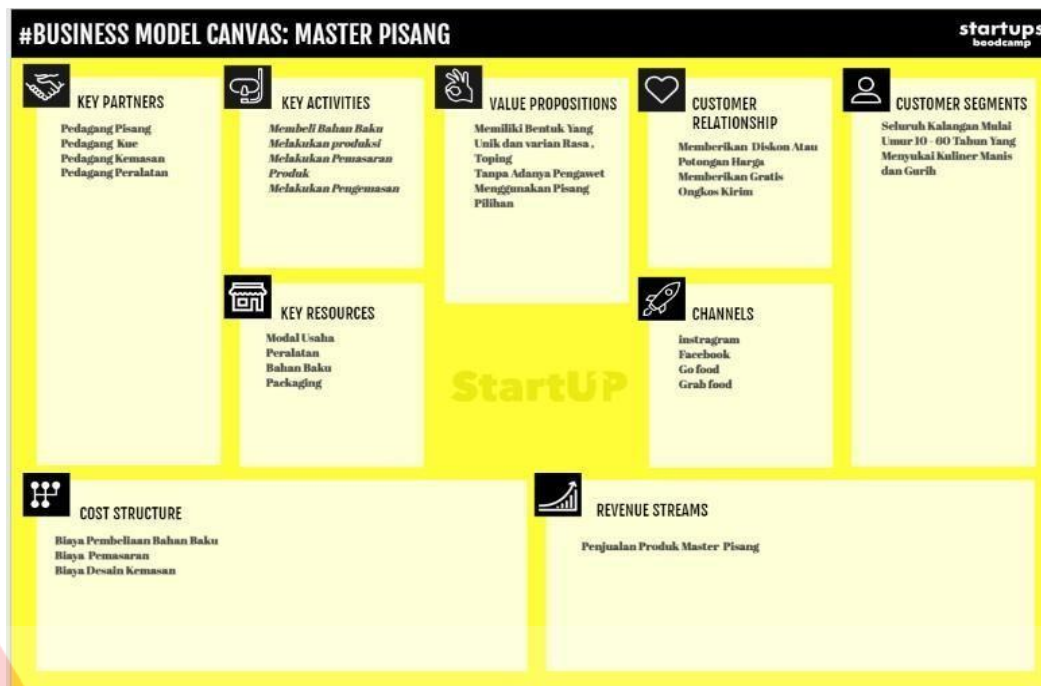 #BUSINESS MODEL CANVAS: MASTER PISANG
startups
boodcamp
KEY PARTNERS
Pedagang Pisang
Pedagang Kue
Pedagang Kemasan
Pedagang Peralatan
KEY ACTIVITIES
Membeli Bahan Baku
Melakukan produksi
Melakukan Pemasaran
Produk
Melakukan Pengemasan
KEY RESOURCES
Modal Usaha
Peralatan
Bahan Baku
Packaging
VALUE PROPOSITIONS
Memiliki Bentuk Yang
Unik dan varian Rasa ,
Toping
Tanpa Adanya Pengawet
Menggunakan Pisang
Pilihan
StartUP
CUSTOMER
RELATIONSHIP
Memberikan Diskon Atau
Potongan Harga
Memberikan Gratis
Ongkos Kirim
CHANNELS
instragram
Facebook
Go food
Grab food
CUSTOMER SEGMENTS
Seluruh Kalangan Mulai
Umur 10 - 60 Tahun Yang
Menyukai Kuliner Manis
dan Gurih
COST STRUCTURE
Biaya Pembeliaan Bahan Baku
Biaya Pemasaran
Biaya Desain Kemasan
REVENUE STREAMS
Penjualan Produk Master Pisang